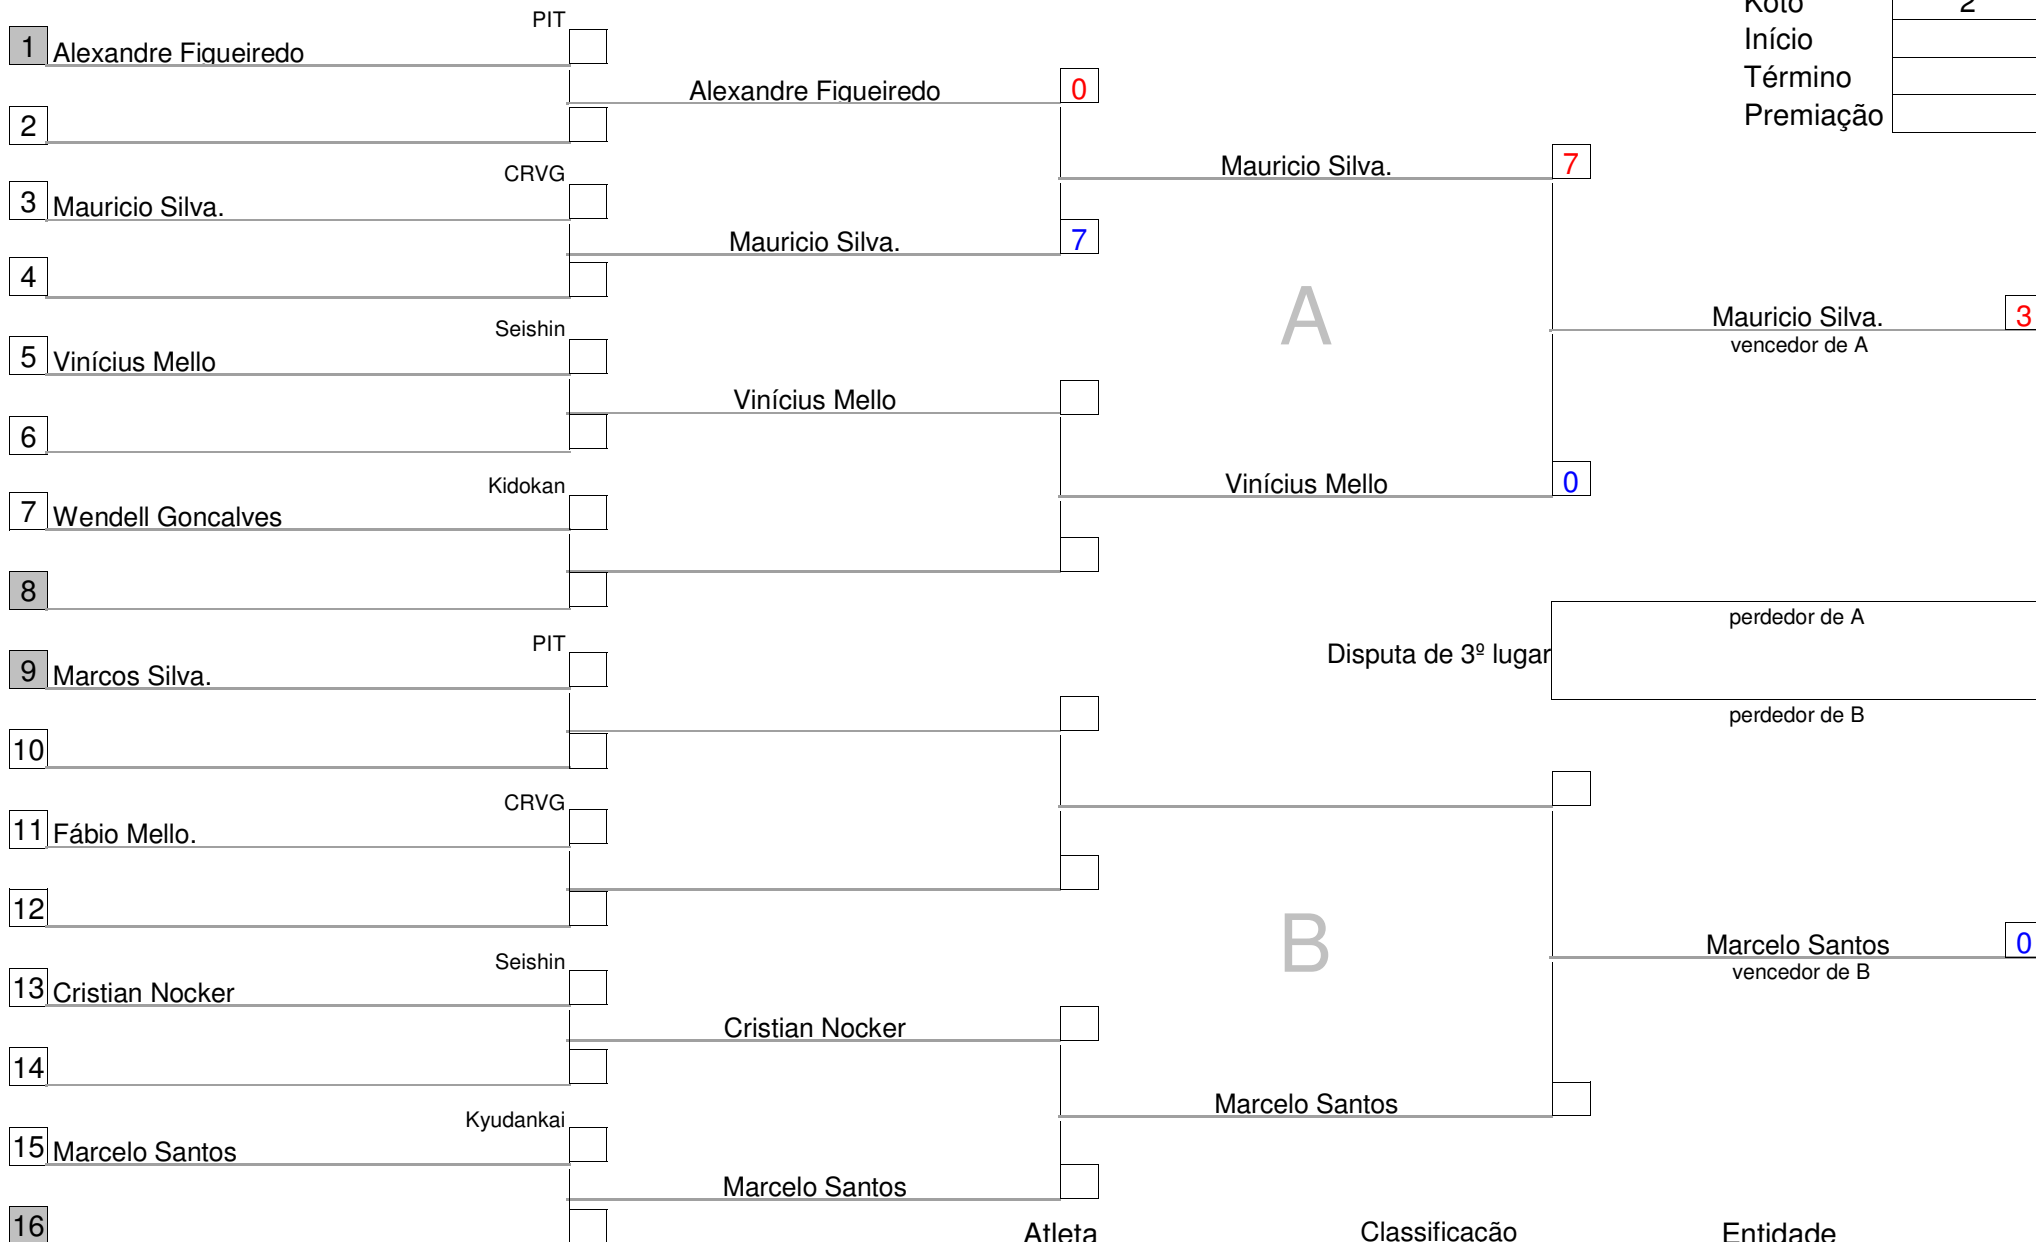 Koto 2
PIT
1 Alexandre Figueiredo
Início
Término
Alexandre Figueiredo 0
Premiação
2
CRVG
Mauricio Silva. 7
3 Mauricio Silva.
Mauricio Silva. 7
4
A
Seishin
Mauricio Silva. 3
vencedor de A
5 Vinícius Mello
Vinícius Mello
6
Kidokan
Vinícius Mello 0
7 Wendell Goncalves
8
perdedor de A
PIT
Disputa de 3º lugar
9 Marcos Silva.
perdedor de B
10
CRVG
11 Fábio Mello.
12
B
Marcelo Santos 0
Seishin
vencedor de B
13 Cristian Nocker
Cristian Nocker
14
Marcelo Santos
Kyudankai
15 Marcelo Santos
Marcelo Santos
16
Atleta Classificação Entidade